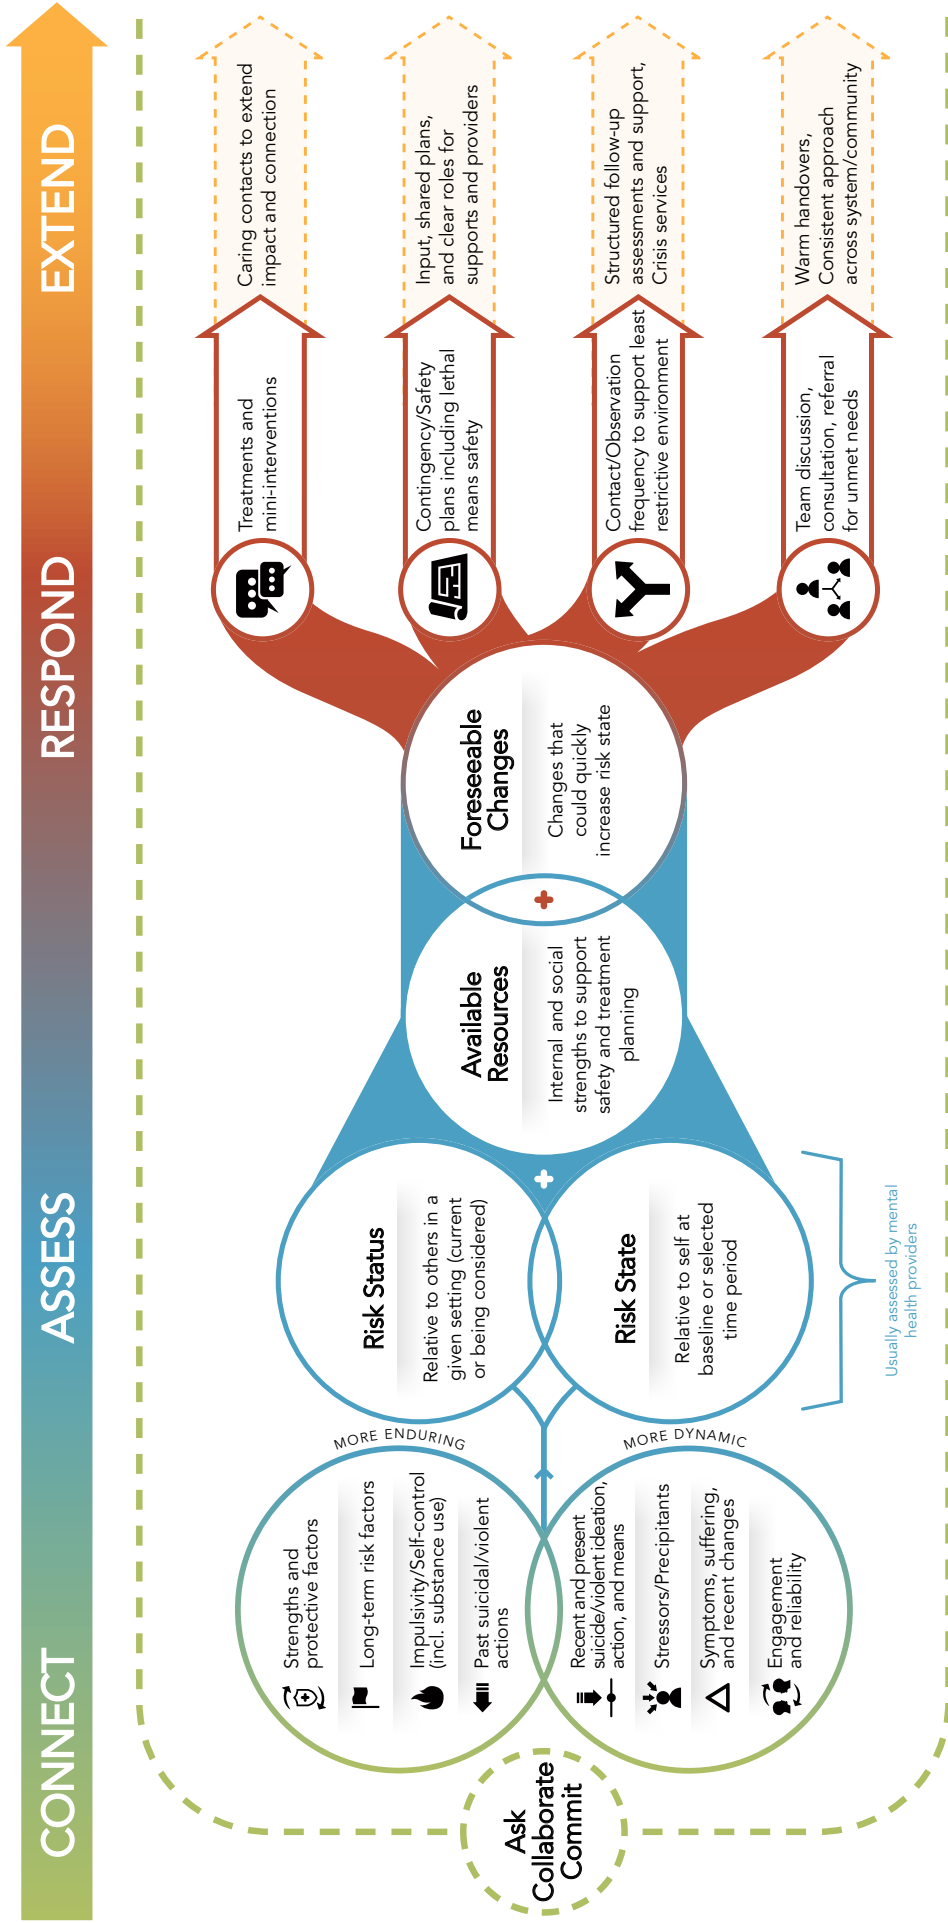 CONNECT
ASSESS
RESPOND
EXTEND
Ask
Collaborate
Commit
Strengths and
protective factors
Long-term risk factors
Impulsivity/Self-control
(incl. substance use)
Past suicidal/violent
actions
MORE ENDURING
Recent and present
suicide/violent ideation,
action, and means
Stressors/Precipitants
Symptoms, suffering,
and recent changes
Engagement
and reliability
MORE DYNAMIC
Risk Status
Relative to others in a
given setting (current
or being considered)
Risk State
Relative to self at
baseline or selected
time period
Usually assessed by mental
health providers
Available
Resources
Internal and social
strengths to support
safety and treatment
planning
Foreseeable
Changes
Changes that
could quickly
increase risk state
Treatments and
mini-interventions
Caring contacts to extend
impact and connection
Contingency/Safety
plans including lethal
means safety
Input, shared plans,
and clear roles for
supports and providers
Contact/Observation
frequency to support least
restrictive environment
Structured follow-up
assessments and support,
Crisis services
Team discussion,
consultation, referral
for unmet needs
Warm handovers,
Consistent approach
across system/community